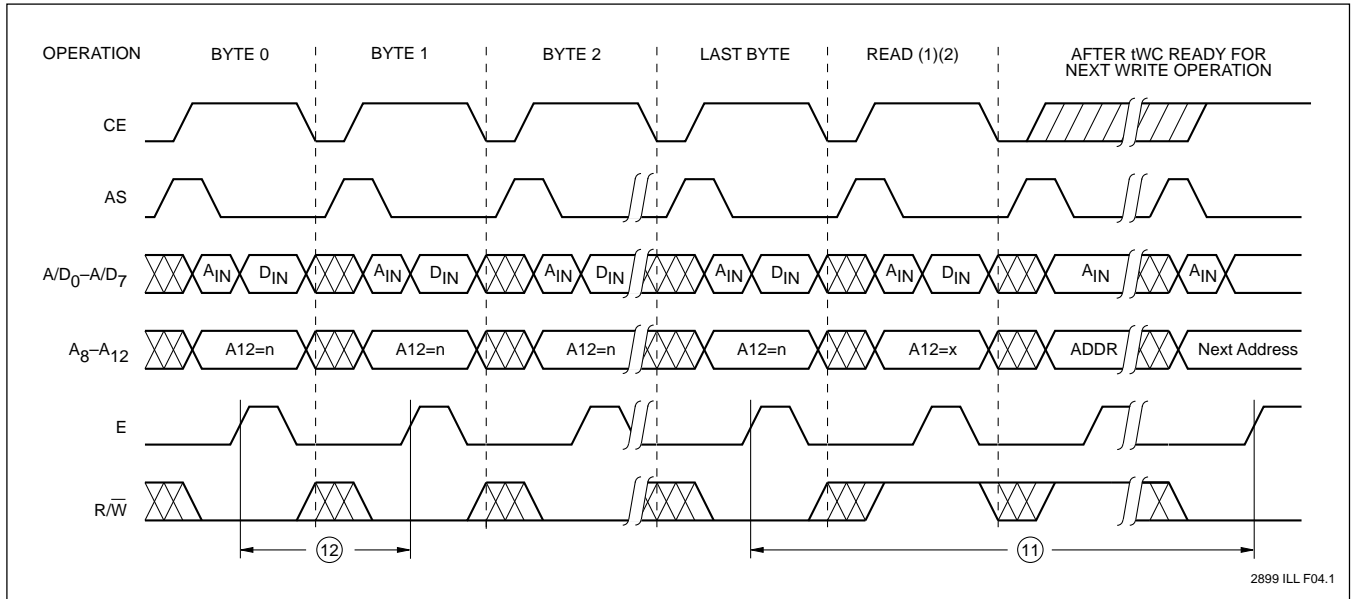 OPERATION BYTE 0 BYTE 1 BYTE 2 LAST BYTE READ (1)(2) AFTER tWC READY FOR
NEXT WRITE OPERATION
CE
AS
A/D0–A/D7 AIN DIN AIN DIN AIN DIN AIN DIN AIN DIN AIN AIN
A8–A12 A12=n A12=n A12=n A12=n A12=x ADDR Next Address
E
R/W̅
12 11
2899 ILL F04.1